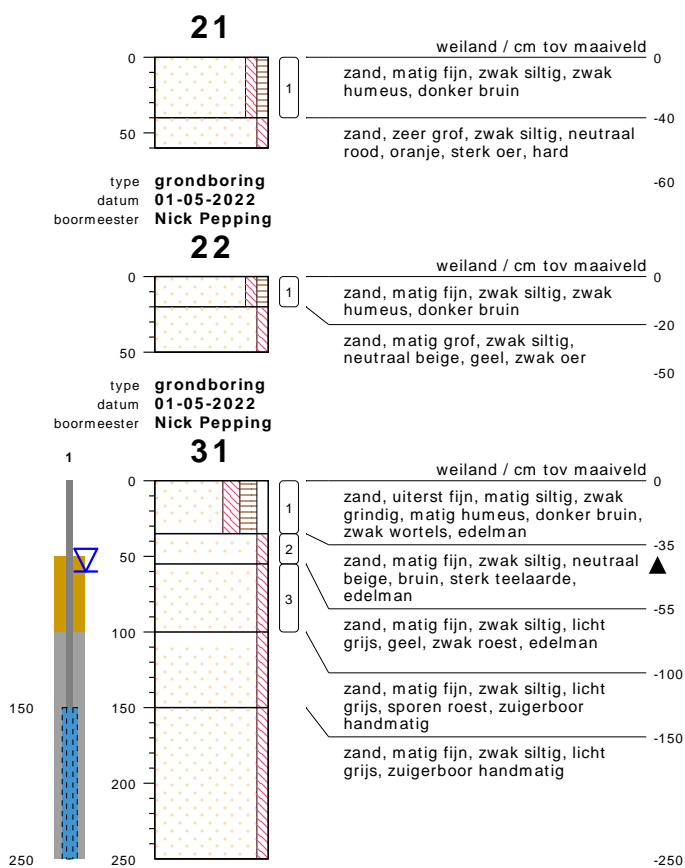 21
weiland / cm tov maaiveld
0
0
zand, matig fijn, zwak siltig, zwak
humeus, donker bruin
1
-40
50
zand, zeer grof, zwak siltig, neutraal
rood, oranje, sterk oer, hard
-60
type grondboring
datum 01-05-2022
boormeester Nick Pepping
22
weiland / cm tov maaiveld
0
0
zand, matig fijn, zwak siltig, zwak
humeus, donker bruin
1
-20
zand, matig grof, zwak siltig,
neutraal beige, geel, zwak oer
50
-50
type grondboring
datum 01-05-2022
boormeester Nick Pepping
31
1
weiland / cm tov maaiveld
0
0
zand, uiterst fijn, matig siltig, zwak
grindig, matig humeus, donker bruin,
zwak wortels, edelman
1
-35
50
2
zand, matig fijn, zwak siltig, neutraal
beige, bruin, sterk teelaarde,
edelman
-55
3
zand, matig fijn, zwak siltig, licht
grijs, geel, zwak roest, edelman
100
-100
zand, matig fijn, zwak siltig, licht
grijs, sporen roest, zuigerboor
handmatig
150
150
-150
zand, matig fijn, zwak siltig, licht
grijs, zuigerboor handmatig
200
250
250
-250